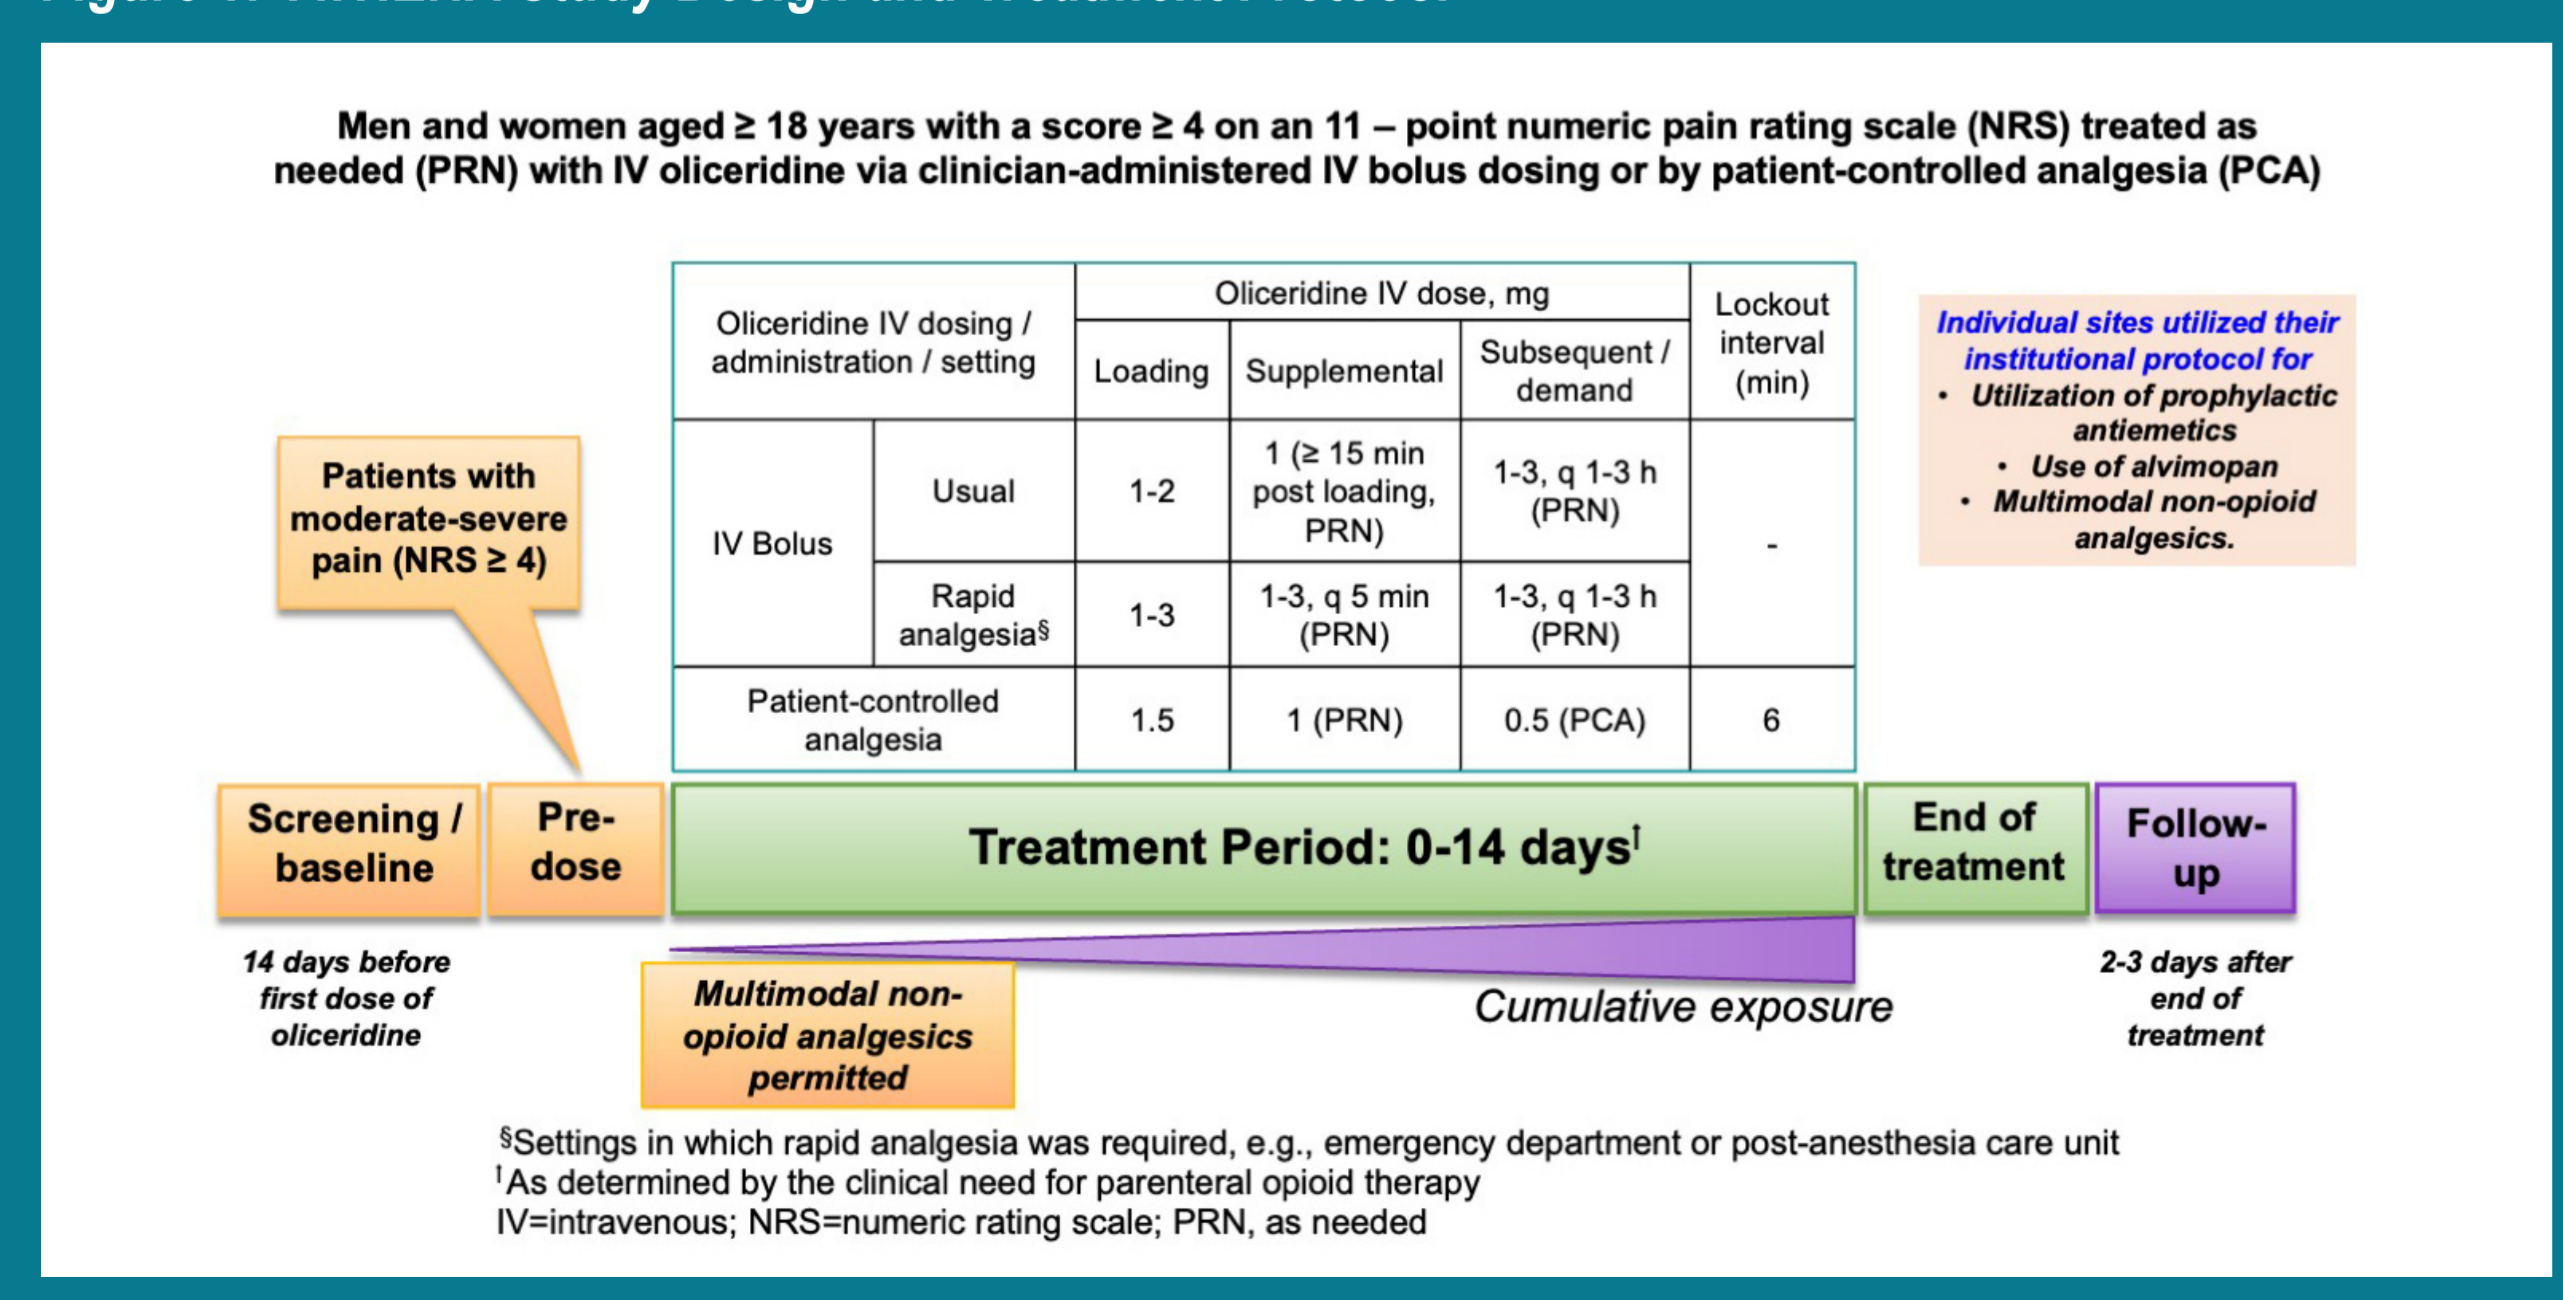 Men and women aged ≥ 18 years with a score ≥ 4 on an 11 – point numeric pain rating scale (NRS) treated as
needed (PRN) with IV oliceridine via clinician-administered IV bolus dosing or by patient-controlled analgesia (PCA)
Oliceridine IV dosing /
administration / setting
Oliceridine IV dose, mg
Loading
Supplemental
Subsequent /
demand
Lockout
interval
(min)
IV Bolus
Usual
1-2
1 (≥ 15 min
post loading,
PRN)
1-3, q 1-3 h
(PRN)
-
Rapid
analgesia§
1-3
1-3, q 5 min
(PRN)
1-3, q 1-3 h
(PRN)
Patient-controlled
analgesia
1.5
1 (PRN)
0.5 (PCA)
6
Individual sites utilized their
institutional protocol for
• Utilization of prophylactic
antiemetics
• Use of alvimopan
• Multimodal non-opioid
analgesics.
Patients with
moderate-severe
pain (NRS ≥ 4)
Screening /
baseline
Pre-
dose
Treatment Period: 0-14 days†
End of
treatment
Follow-
up
14 days before
first dose of
oliceridine
Multimodal non-
opioid analgesics
permitted
Cumulative exposure
2-3 days after
end of
treatment
§Settings in which rapid analgesia was required, e.g., emergency department or post-anesthesia care unit
†As determined by the clinical need for parenteral opioid therapy
IV=intravenous; NRS=numeric rating scale; PRN, as needed